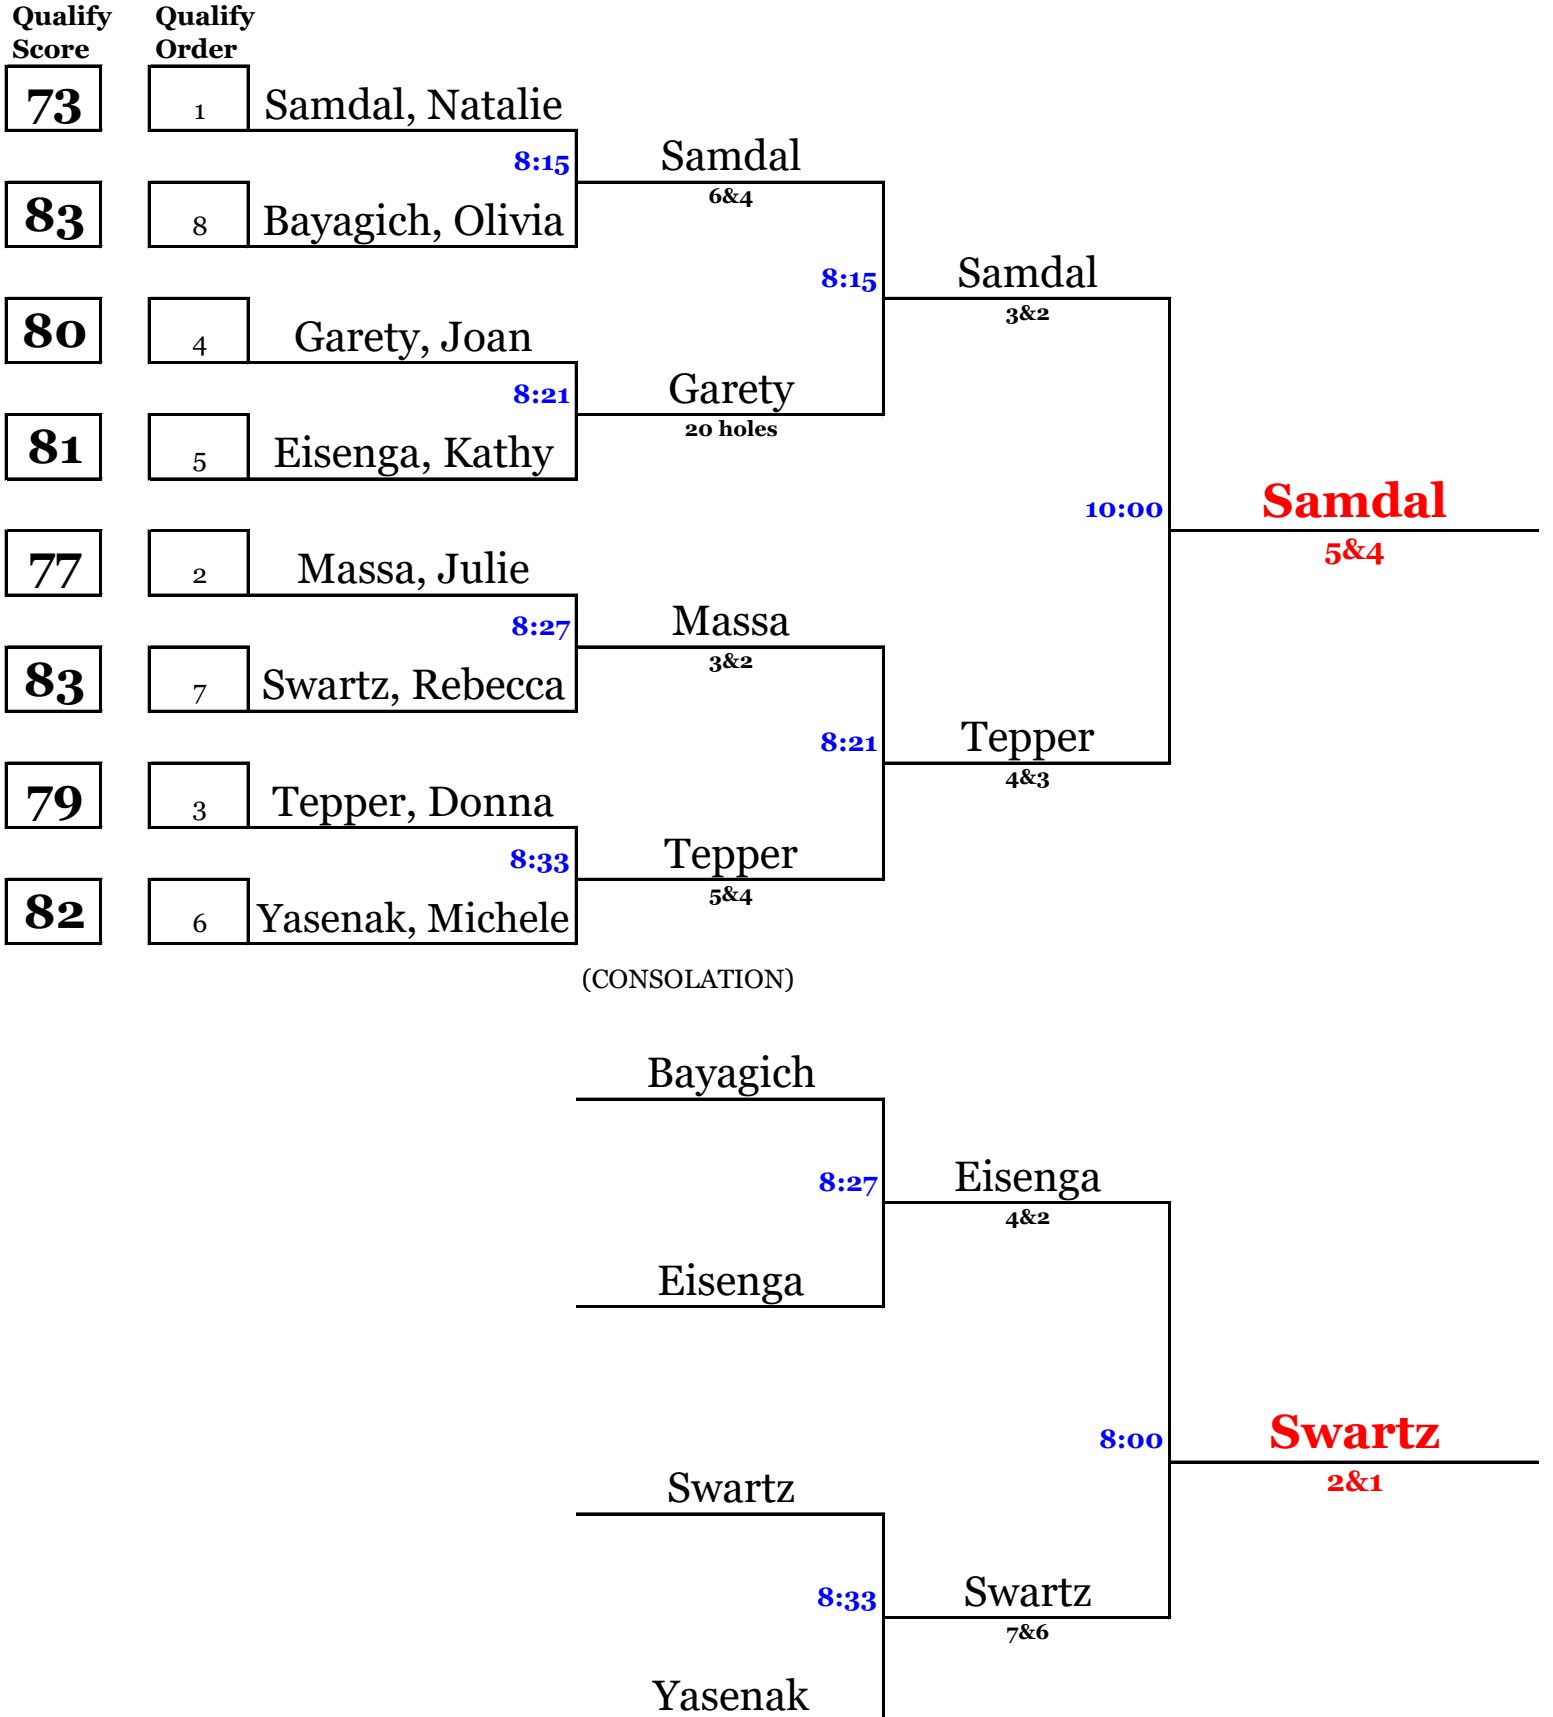 Qualify Qualify
Score Order
73 1 Samdal, Natalie
8:15 Samdal
6&4
83 8 Bayagich, Olivia
8:15 Samdal
3&2
80 4 Garety, Joan
8:21 Garety
20 holes
81 5 Eisenga, Kathy
10:00 Samdal
5&4
77 2 Massa, Julie
8:27 Massa
3&2
83 7 Swartz, Rebecca
8:21 Tepper
4&3
79 3 Tepper, Donna
8:33 Tepper
5&4
82 6 Yasenak, Michele
(CONSOLATION)
Bayagich
8:27 Eisenga
4&2
Eisenga
8:00 Swartz
2&1
Swartz
8:33 Swartz
7&6
Yasenak